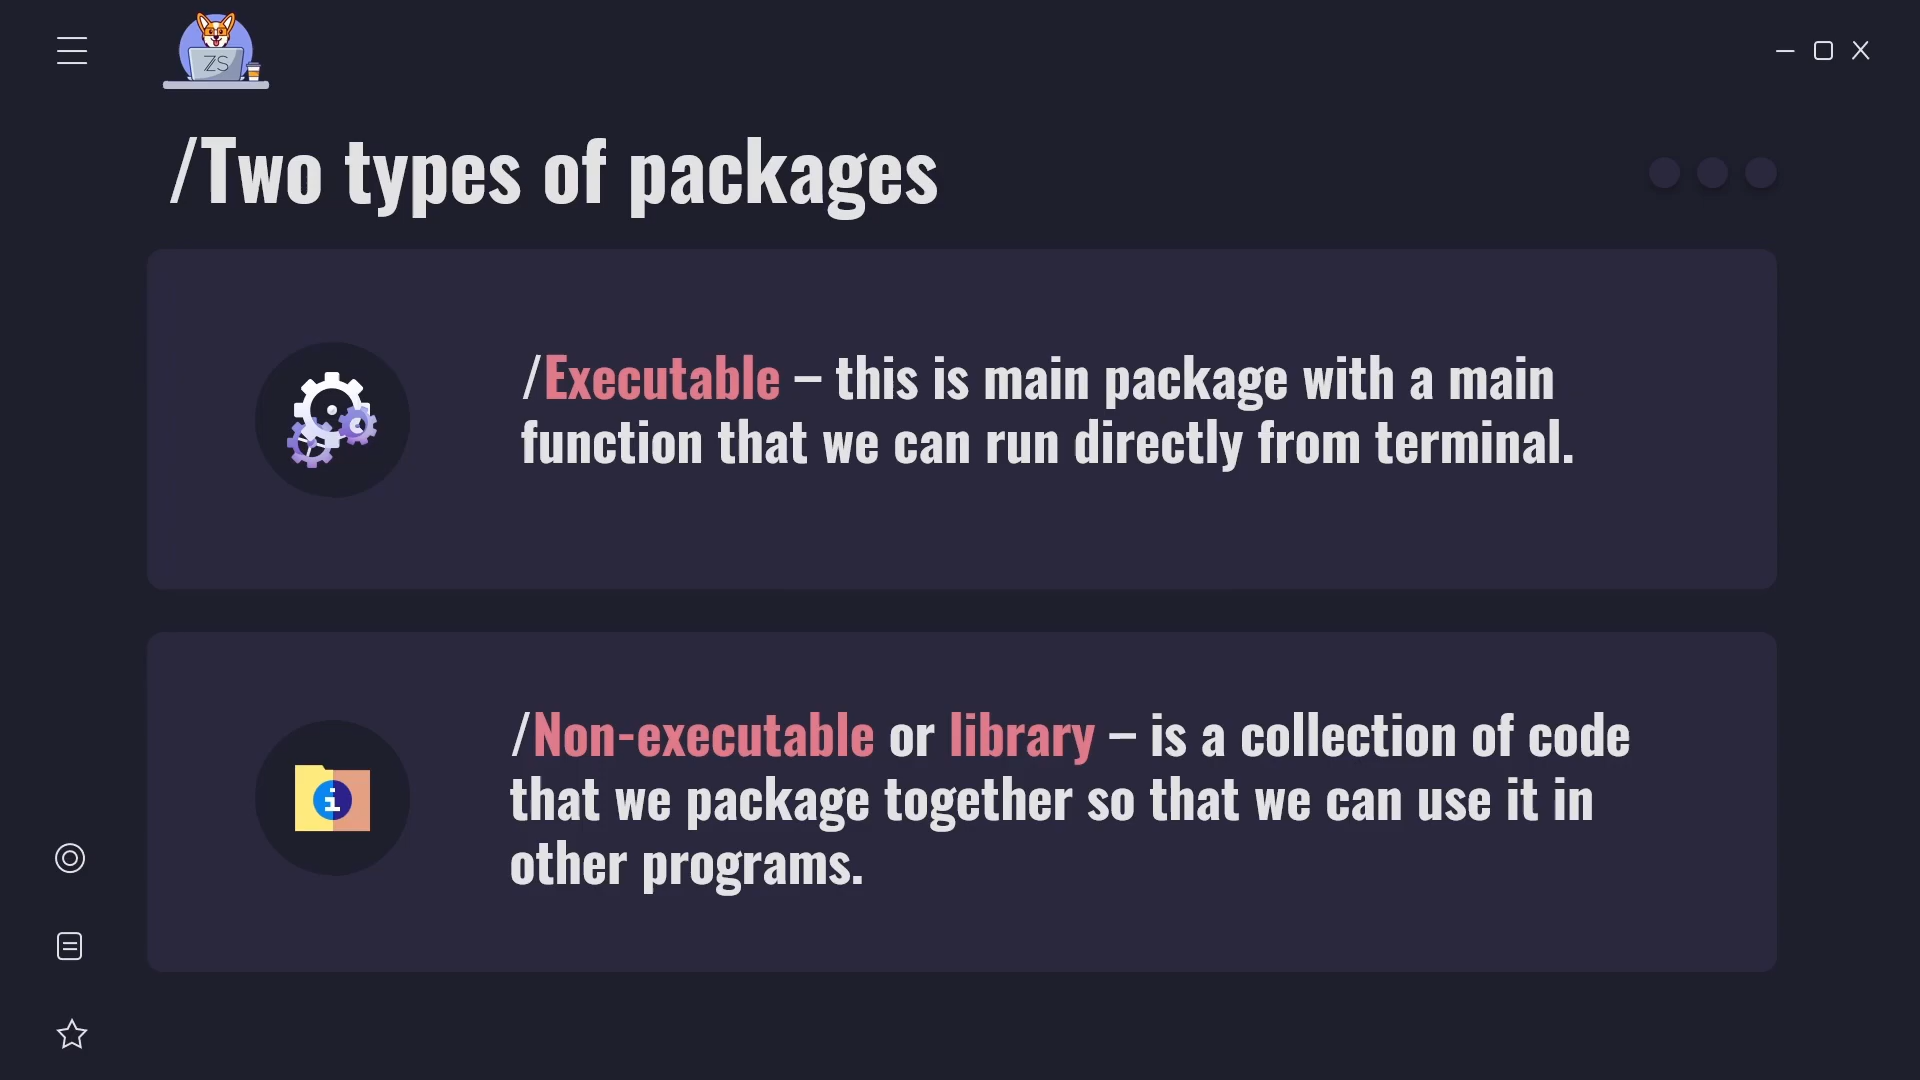 ZS
/Two types of packages
/Executable – this is main package with a main
function that we can run directly from terminal.
/Non-executable or library – is a collection of code
that we package together so that we can use it in
other programs.